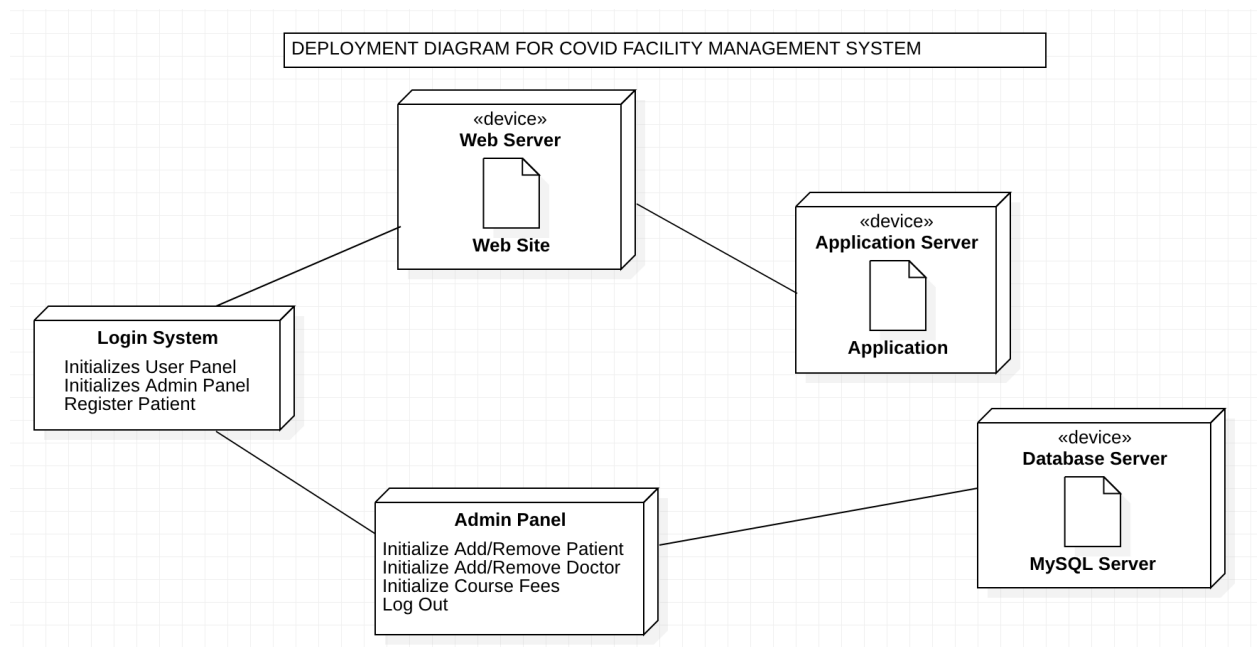 DEPLOYMENT DIAGRAM FOR COVID FACILITY MANAGEMENT SYSTEM
«device»
Web Server
Web Site
«device»
Application Server
Application
Login System
Initializes User Panel
Initializes Admin Panel
Register Patient
«device»
Database Server
MySQL Server
Admin Panel
Initialize Add/Remove Patient
Initialize Add/Remove Doctor
Initialize Course Fees
Log Out